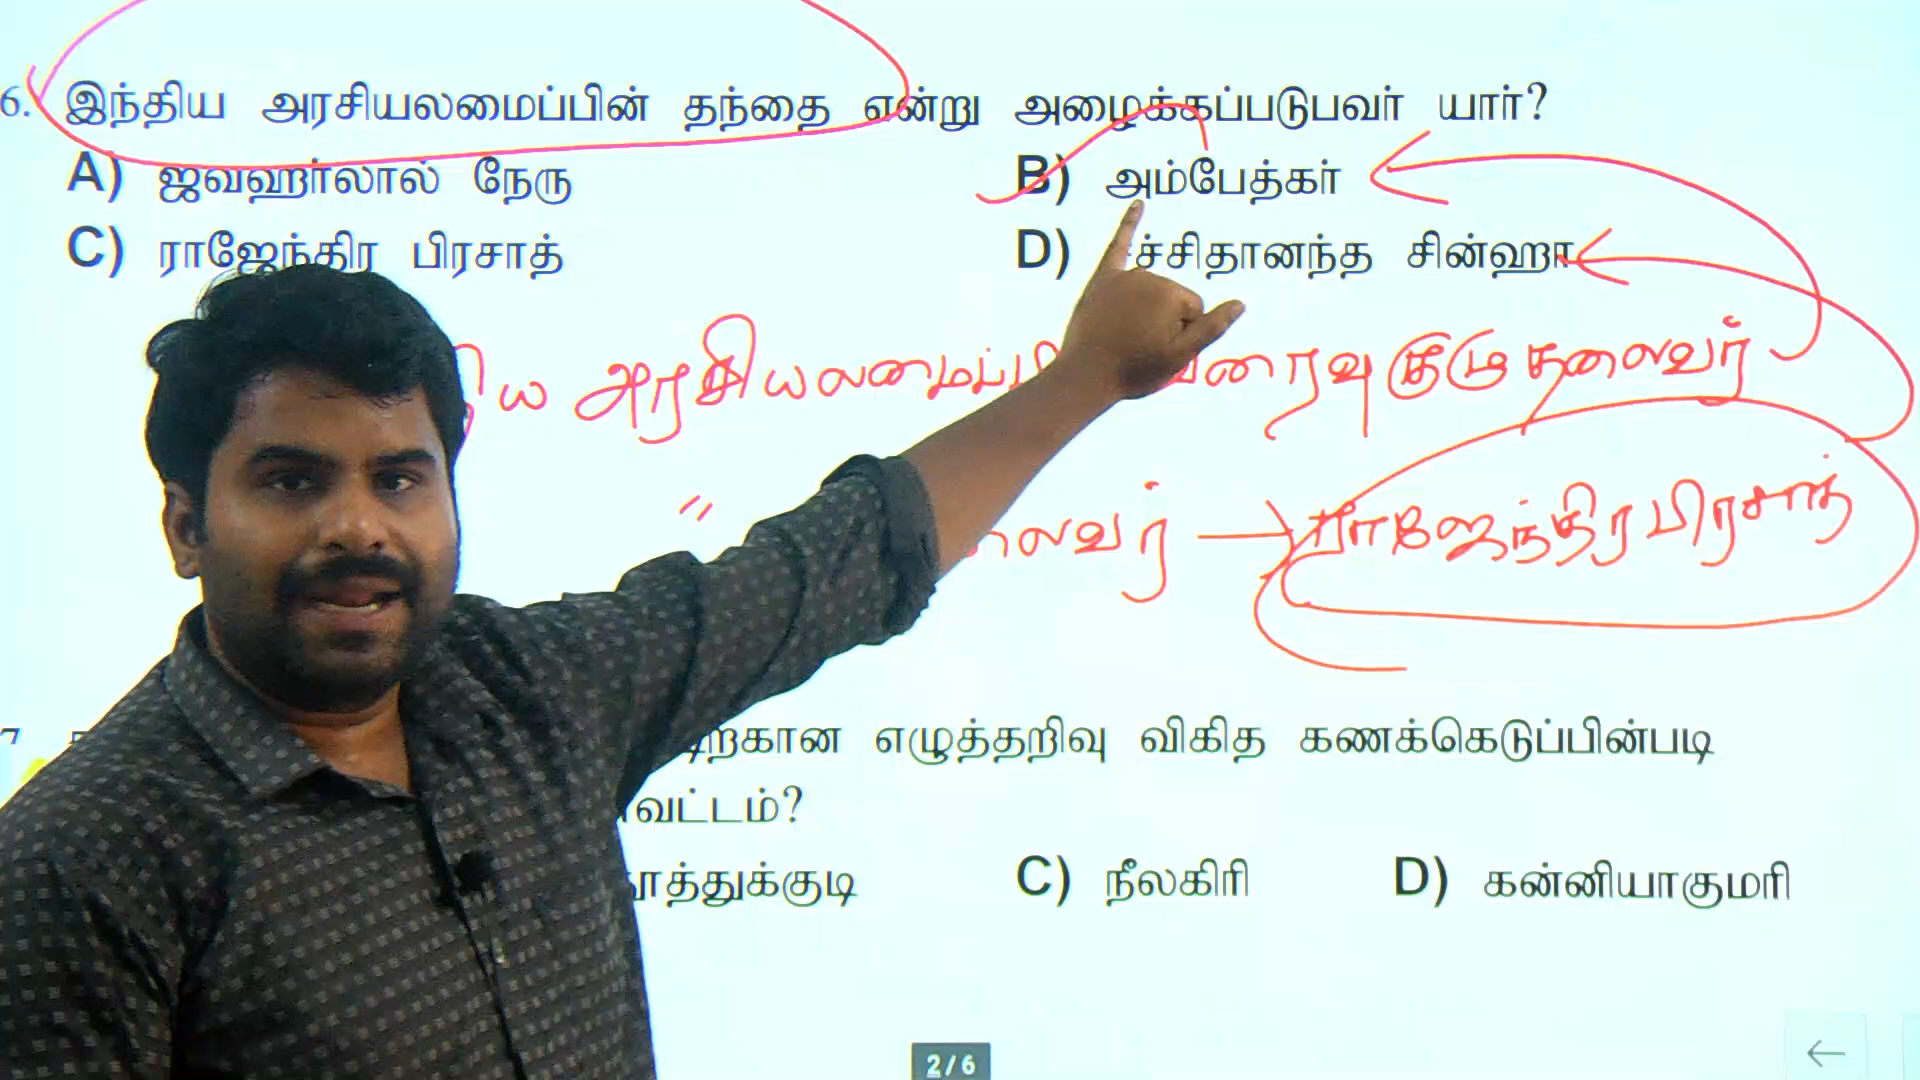 6. இந்திய அரசியலமைப்பின் தந்தை என்று அழைக்கப்படுபவர் யார்?
A) ஜவஹர்லால் நேரு B) அம்பேத்கர்
C) ராஜேந்திர பிரசாத் D) ச்சிதானந்த சின்ஹா
ய அரசியலமைப்பி வரைவு குழு தலைவர்
" லைவர் → ராஜேந்திர பிரசாத்
7 எழுத்தறிவு விகித கணக்கெடுப்பின்படி
வட்டம்?
தூத்துக்குடி C) நீலகிரி D) கன்னியாகுமரி
2/6